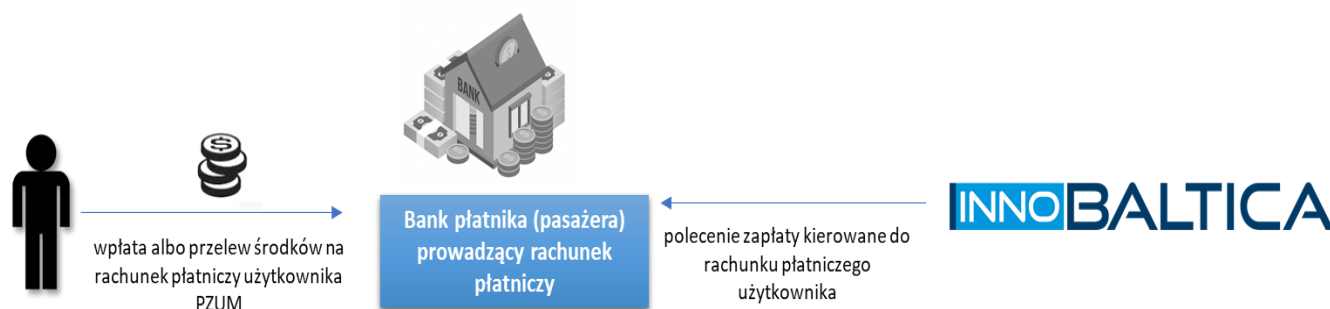 BANK
wpłata albo przelew środków na
rachunek płatniczy użytkownika
PZUM
Bank płatnika (pasażera)
prowadzący rachunek
płatniczy
polecenie zapłaty kierowane do
rachunku płatniczego
użytkownika
INNOBALTICA